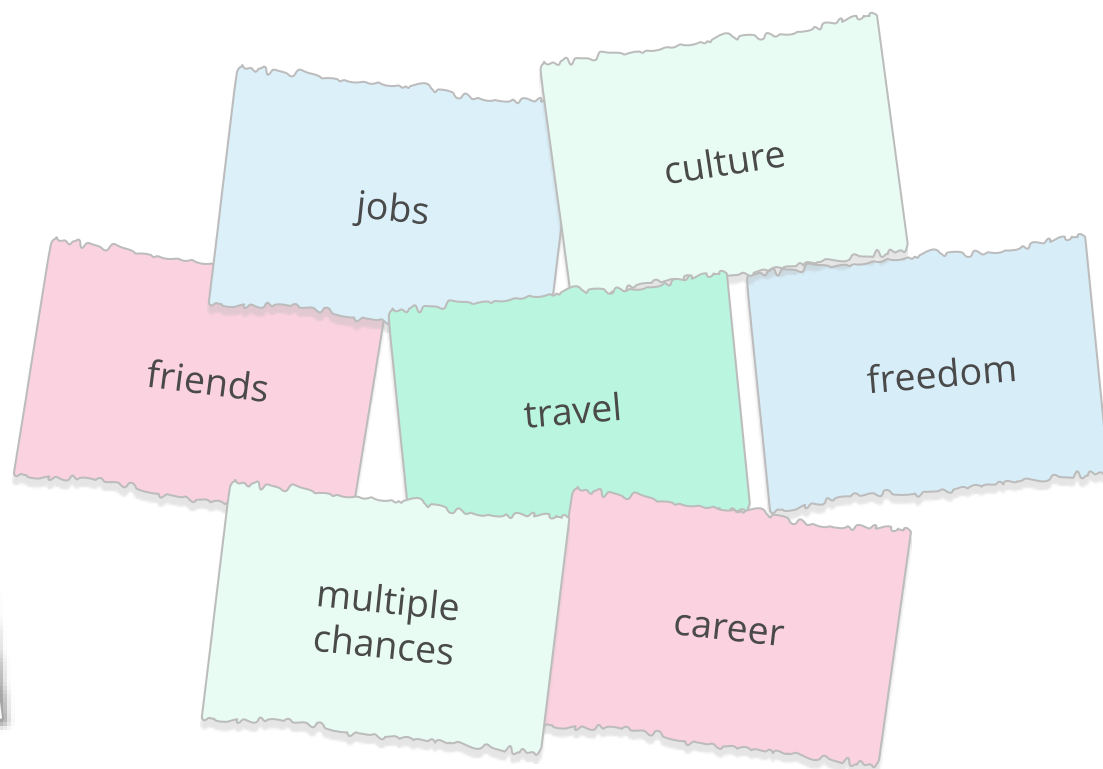 culture
jobs
friends
travel
freedom
multiple
chances
career